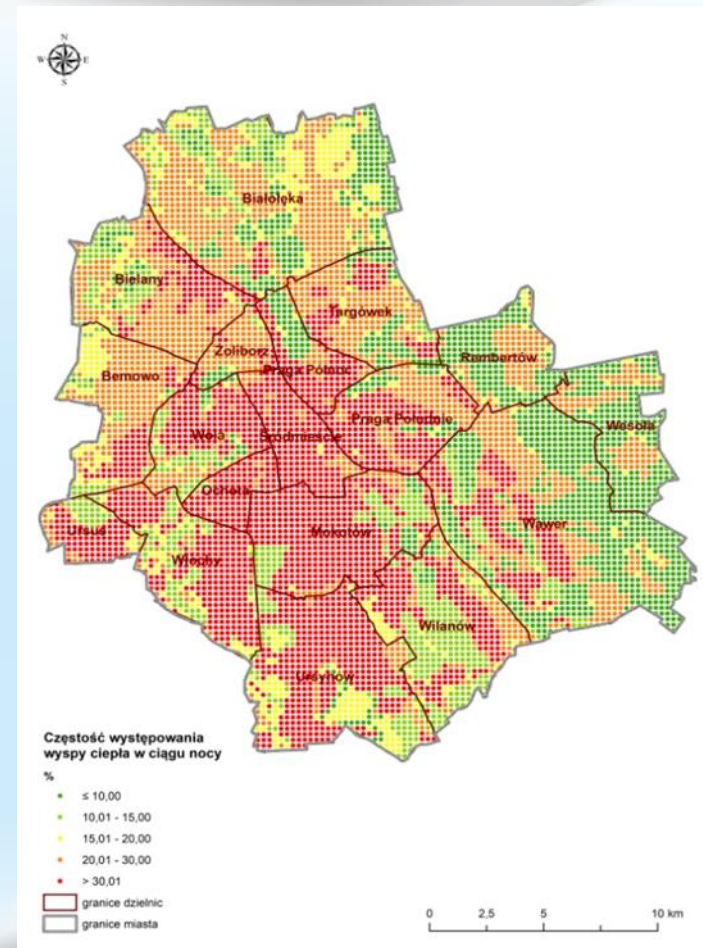 N
W E
S
Białołęka
Bielany
Targówek
Żoliborz
Rembertów
Bemowo
Praga Północ
Praga Południe
Wesoła
Wola
Śródmieście
Ochota
Wawer
Ursus
Mokotów
Włochy
Wilanów
Ursynów
Częstość występowania
wyspy ciepła w ciągu nocy
%
≤ 10,00
10,01 - 15,00
15,01 - 20,00
20,01 - 30,00
> 30,01
granice dzielnic
granice miasta
0 2,5 5 10 km